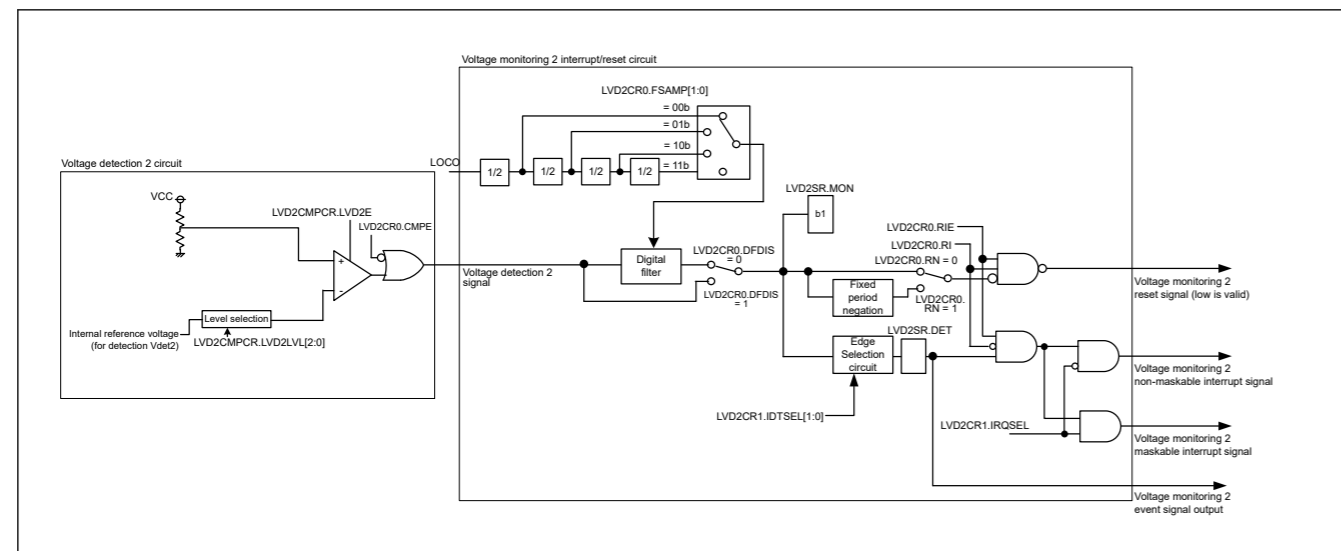 Voltage monitoring 2 interrupt/reset circuit
LVD2CR0.FSAMP[1:0]
= 00b
= 01b
= 10b
= 11b
LOCO
1/2
1/2
1/2
1/2
Voltage detection 2 circuit
VCC
LVD2CMPCR.LVD2E
LVD2CR0.CMPE
+
-
Level selection
Internal reference voltage
(for detection Vdet2)
LVD2CMPCR.LVD2LVL[2:0]
Voltage detection 2
signal
Digital
filter
LVD2CR0.DFDIS
= 0
LVD2CR0.DFDIS
= 1
LVD2SR.MON
b1
LVD2CR0.RIE
LVD2CR0.RI
LVD2CR0.RN = 0
Fixed
period
negation
LVD2CR0.
RN = 1
Voltage monitoring 2
reset signal (low is valid)
LVD2SR.DET
Edge
Selection
circuit
LVD2CR1.IDTSEL[1:0]
Voltage monitoring 2
non-maskable interrupt signal
LVD2CR1.IRQSEL
Voltage monitoring 2
maskable interrupt signal
Voltage monitoring 2
event signal output